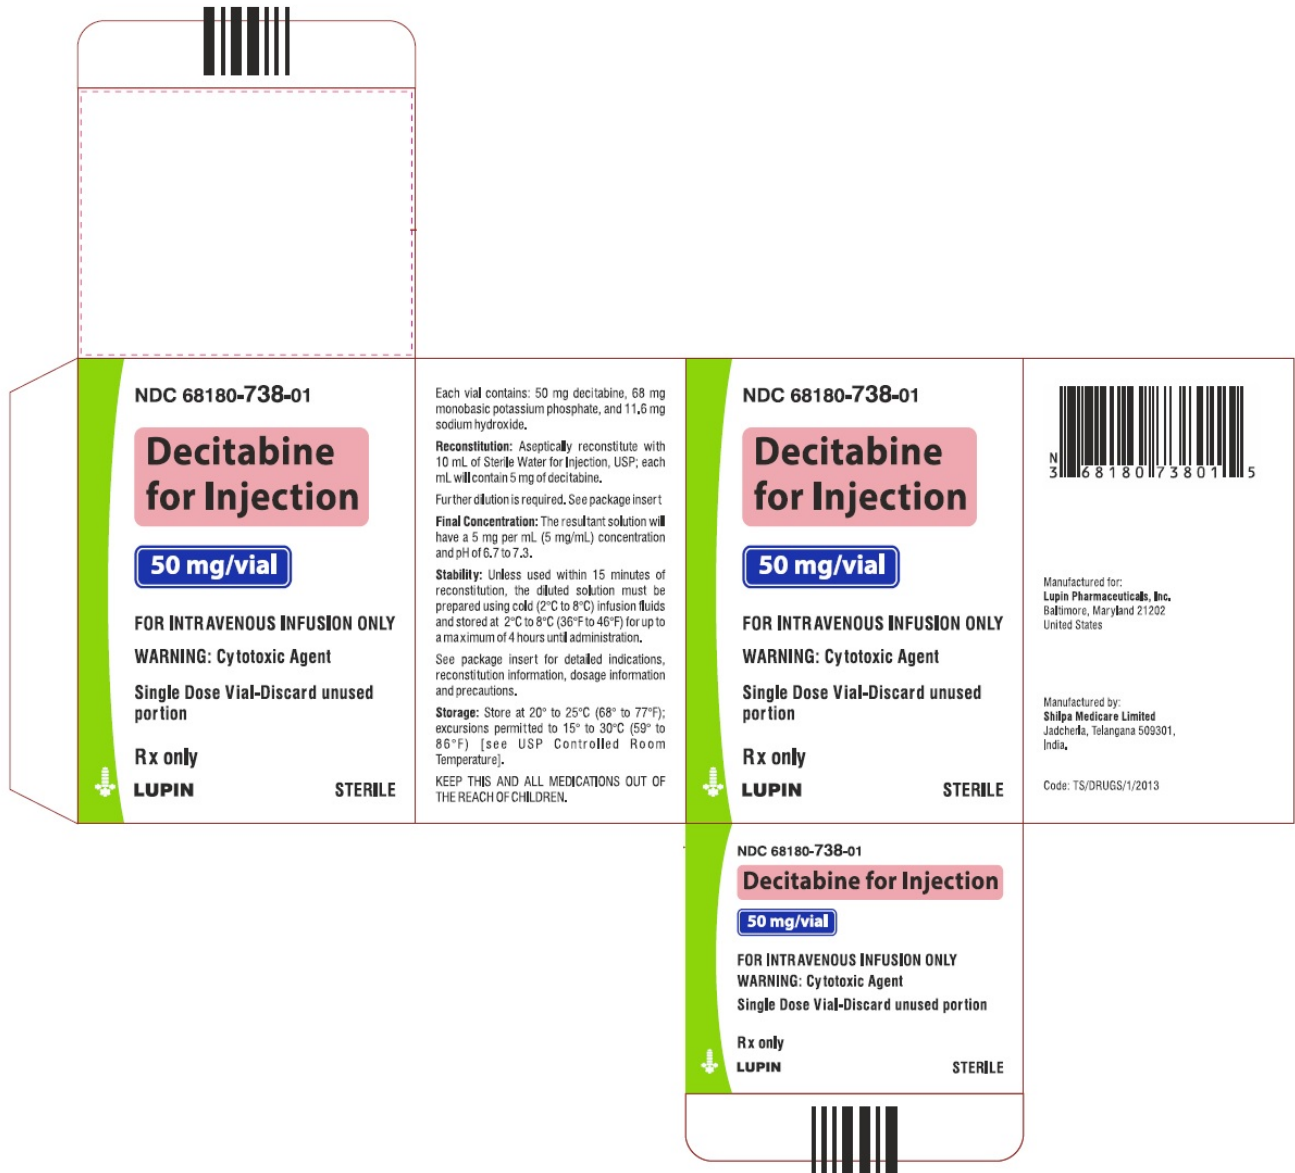 NDC 68180-738-01
Decitabine
for Injection
50 mg/vial
FOR INTRAVENOUS INFUSION ONLY
WARNING: Cytotoxic Agent
Single Dose Vial-Discard unused
portion
Rx only
LUPIN STERILE
Each vial contains: 50 mg decitabine, 68 mg
monobasic potassium phosphate, and 11.6 mg
sodium hydroxide.
Reconstitution: Aseptically reconstitute with
10 mL of Sterile Water for Injection, USP; each
mL will contain 5 mg of decitabine.
Further dilution is required. See package insert
Final Concentration: The resultant solution will
have a 5 mg per mL (5 mg/mL) concentration
and pH of 6.7 to 7.3.
Stability: Unless used within 15 minutes of
reconstitution, the diluted solution must be
prepared using cold (2°C to 8°C) infusion fluids
and stored at 2°C to 8°C (36°F to 46°F) for up to
a maximum of 4 hours until administration.
See package insert for detailed indications,
reconstitution information, dosage information
and precautions.
Storage: Store at 20° to 25°C (68° to 77°F);
excursions permitted to 15° to 30°C (59° to
86°F) [see USP Controlled Room
Temperature].
KEEP THIS AND ALL MEDICATIONS OUT OF
THE REACH OF CHILDREN.
NDC 68180-738-01
Decitabine
for Injection
50 mg/vial
FOR INTRAVENOUS INFUSION ONLY
WARNING: Cytotoxic Agent
Single Dose Vial-Discard unused
portion
Rx only
LUPIN STERILE
N
3 68180 73801 5
Manufactured for:
Lupin Pharmaceuticals, Inc.
Baltimore, Maryland 21202
United States
Manufactured by:
Shilpa Medicare Limited
Jadcherla, Telangana 509301,
India.
Code: TS/DRUGS/1/2013
NDC 68180-738-01
Decitabine for Injection
50 mg/vial
FOR INTRAVENOUS INFUSION ONLY
WARNING: Cytotoxic Agent
Single Dose Vial-Discard unused portion
Rx only
LUPIN STERILE